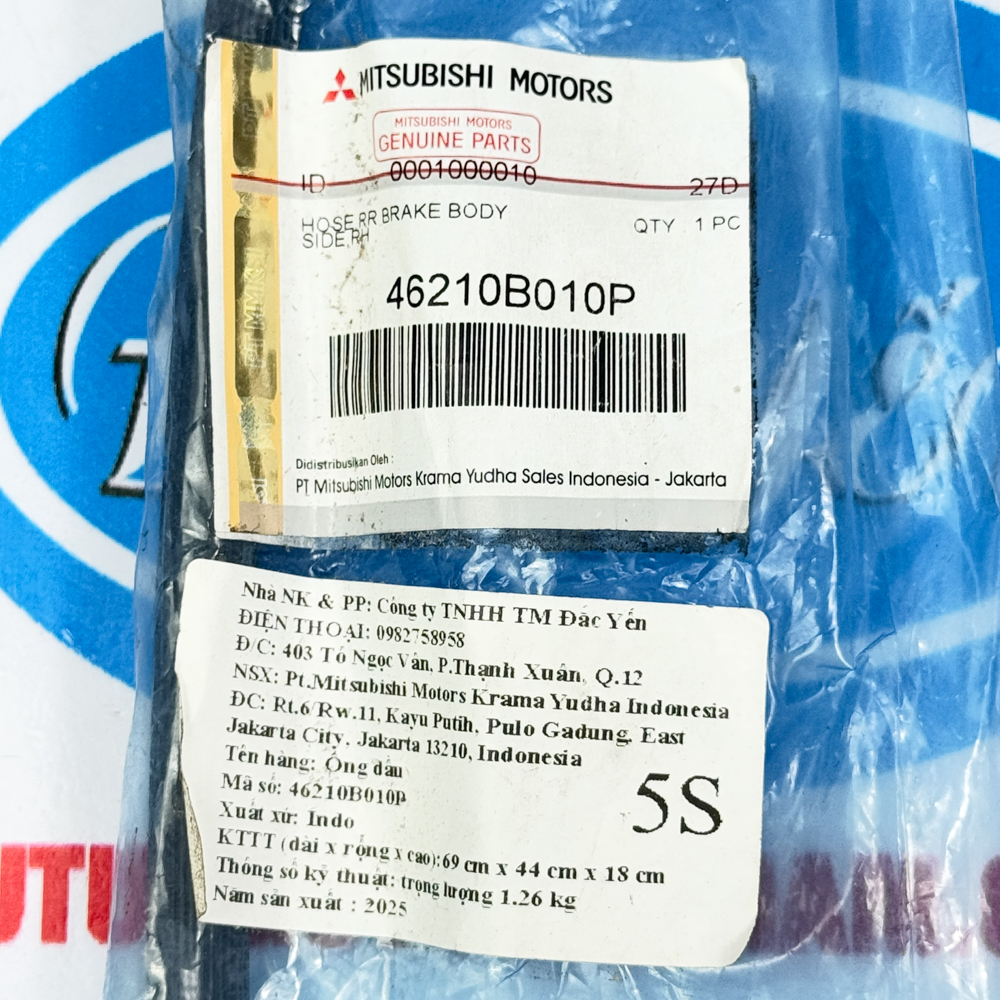 MITSUBISHI MOTORS
MITSUBISHI MOTORS
GENUINE PARTS
ID 0001000010 27D
HOSE,RR BRAKE BODY QTY . 1 PC
SIDE,RH
46210B010P
Didistribusikan Oleh :
PT Mitsubishi Motors Krama Yudha Sales Indonesia - Jakarta
Nhà NK & PP: Công ty TNHH TM Đắc Yến
ĐIỆN THOẠI: 0982758958
Đ/C: 403 Tô Ngọc Vân, P.Thạnh Xuân, Q.12
NSX: Pt.Mitsubishi Motors Krama Yudha Indonesia
ĐC: Rt.6/Rw.11, Kayu Putih, Pulo Gadung, East
Jakarta City, Jakarta 13210, Indonesia
Tên hàng: Ống dầu
Mã số: 46210B010P
Xuất xứ: Indo
5S
KTTT (dài x rộng x cao): 69 cm x 44 cm x 18 cm
Thông số kỹ thuật: trọng lượng 1.26 kg
Năm sản xuất : 2025